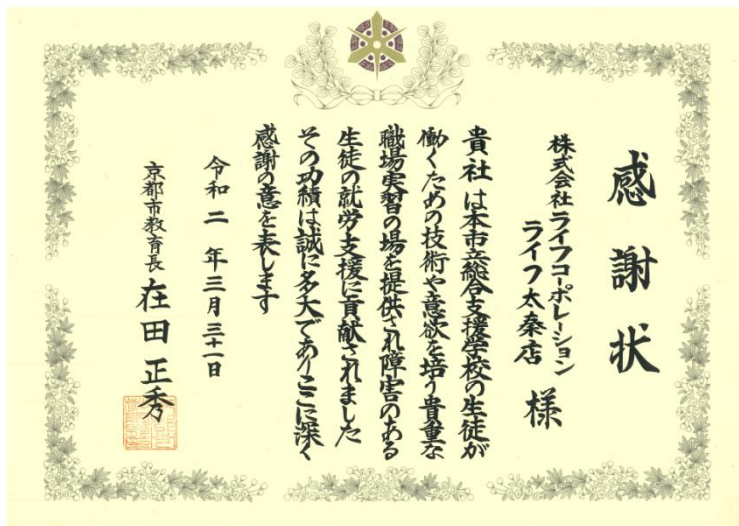 感謝状
株式会社ライフコーポレーション
ライフ太秦店 様
貴社は本市立総合支援学校の生徒が
働くための技術や意欲を培う貴重な
職場実習の場を提供され障害のある
生徒の就労支援に貢献されました
その功績は誠に多大でありここに深く
感謝の意を表します
令和二年三月三十一日
京都市教育長 在田正秀